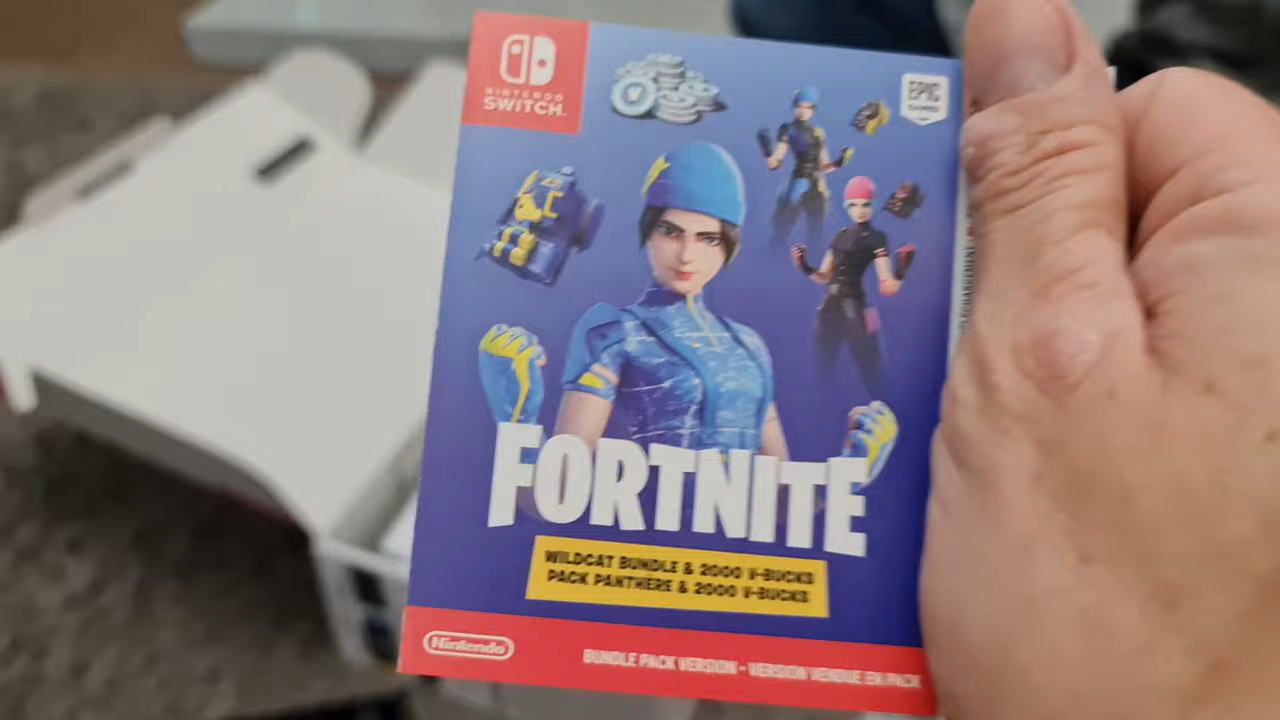 NINTENDO
SWITCH
EPIC
GAMES
FORTNITE
WILDCAT BUNDLE & 2000 V-BUCKS
PACK PANTHÈRE & 2000 V-BUCKS
Nintendo
BUNDLE PACK VERSION - VERSION VENDUE EN PACK